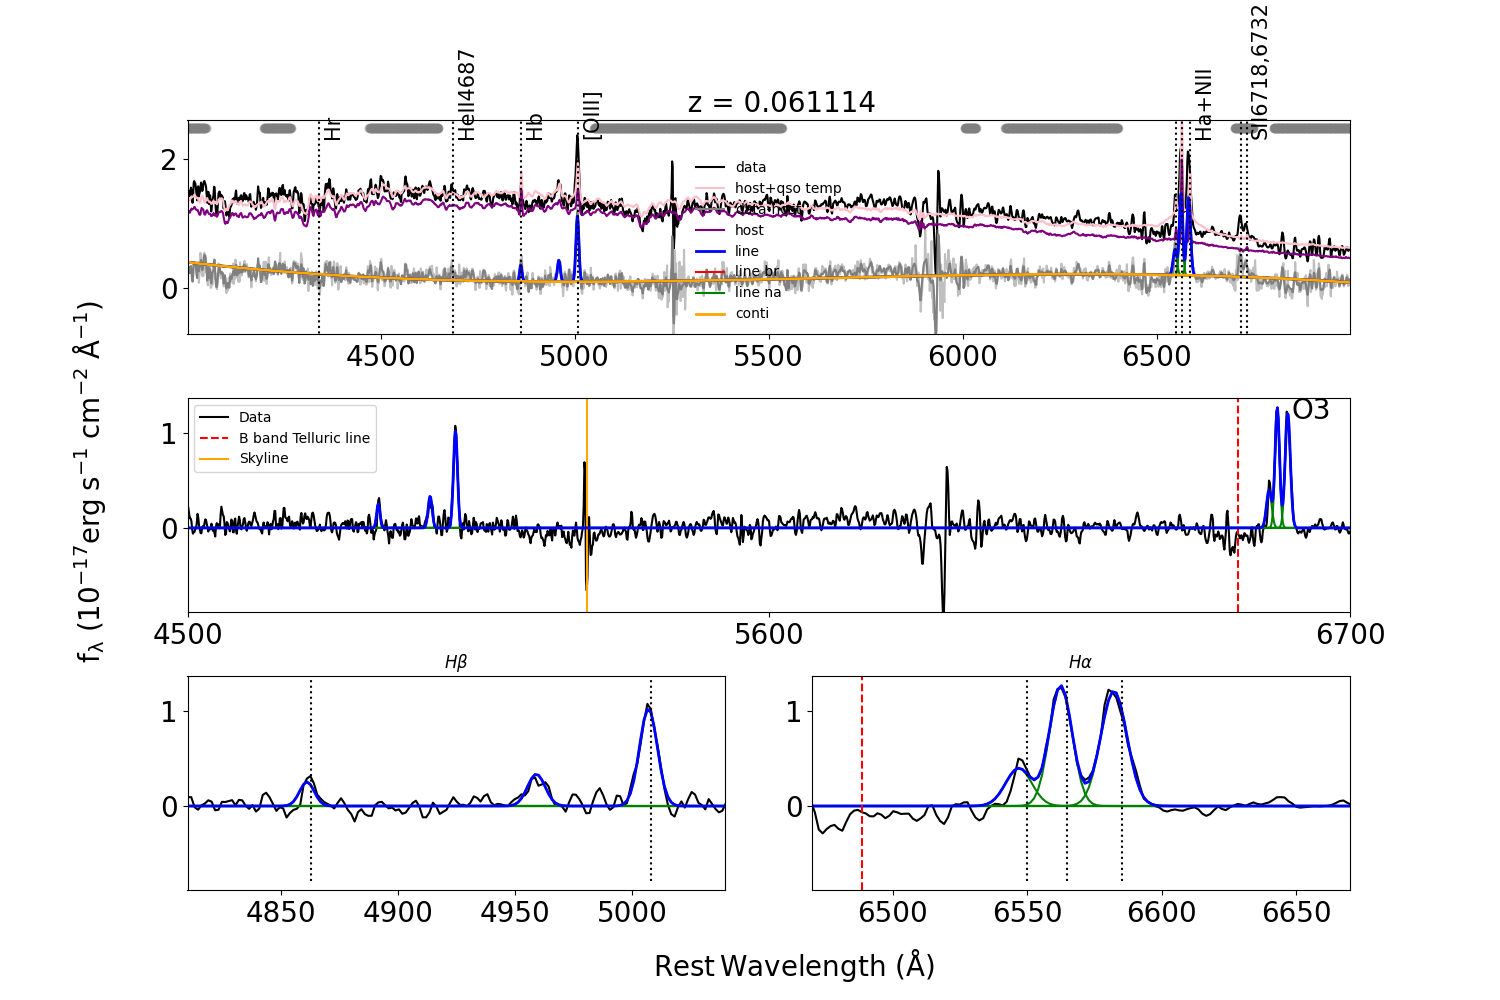 z = 0.061114
Hr
HeII4687
Hb
[OIII]
Ha+NII
SII6718,6732
data
host+qso temp
host
line
line br
line na
conti
2
0
4500 5000 5500 6000 6500
fλ (10−17erg s−1 cm−2 Å−1)
Data
B band Telluric line
Skyline
O3
1
0
4500 5600 6700
Hβ
1
0
4850 4900 4950 5000
Hα
1
0
6500 6550 6600 6650
Rest Wavelength (Å)